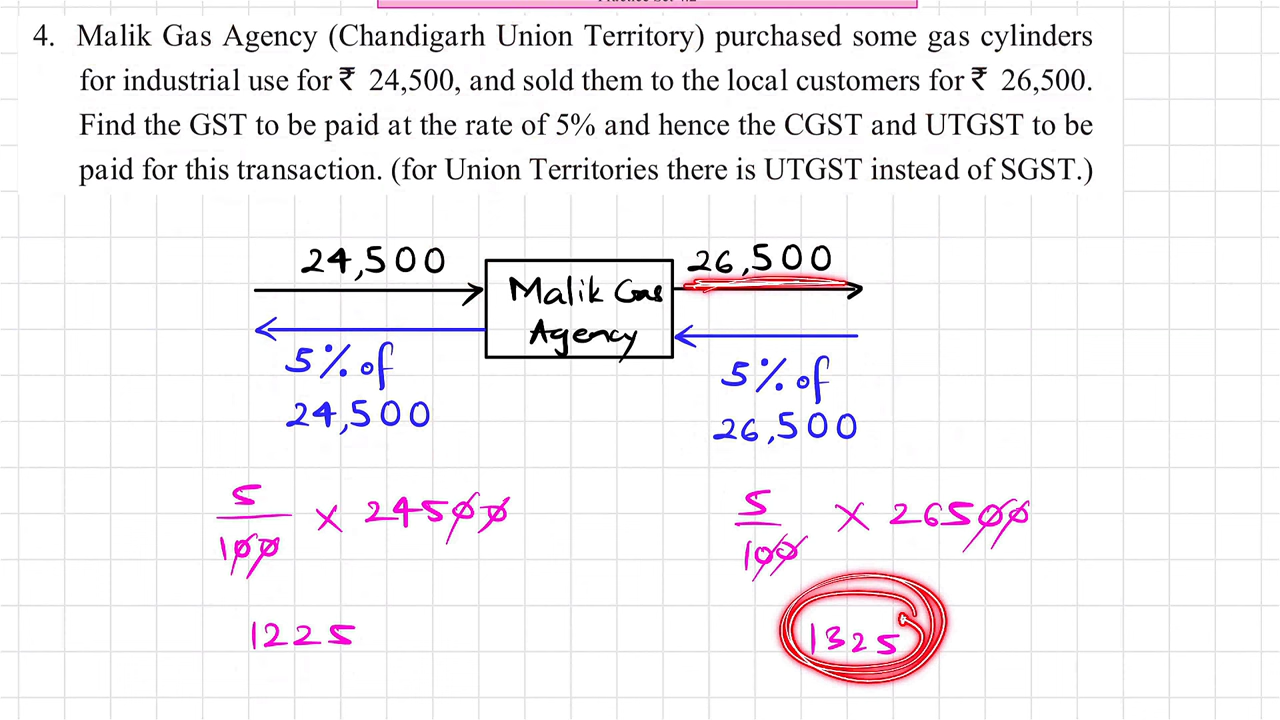 4. Malik Gas Agency (Chandigarh Union Territory) purchased some gas cylinders
for industrial use for ₹ 24,500, and sold them to the local customers for ₹ 26,500.
Find the GST to be paid at the rate of 5% and hence the CGST and UTGST to be
paid for this transaction. (for Union Territories there is UTGST instead of SGST.)
24,500
26,500
Malik Gas
Agency
5% of
24,500
5% of
26,500
5/100 × 24500
5/100 × 26500
1225
1325